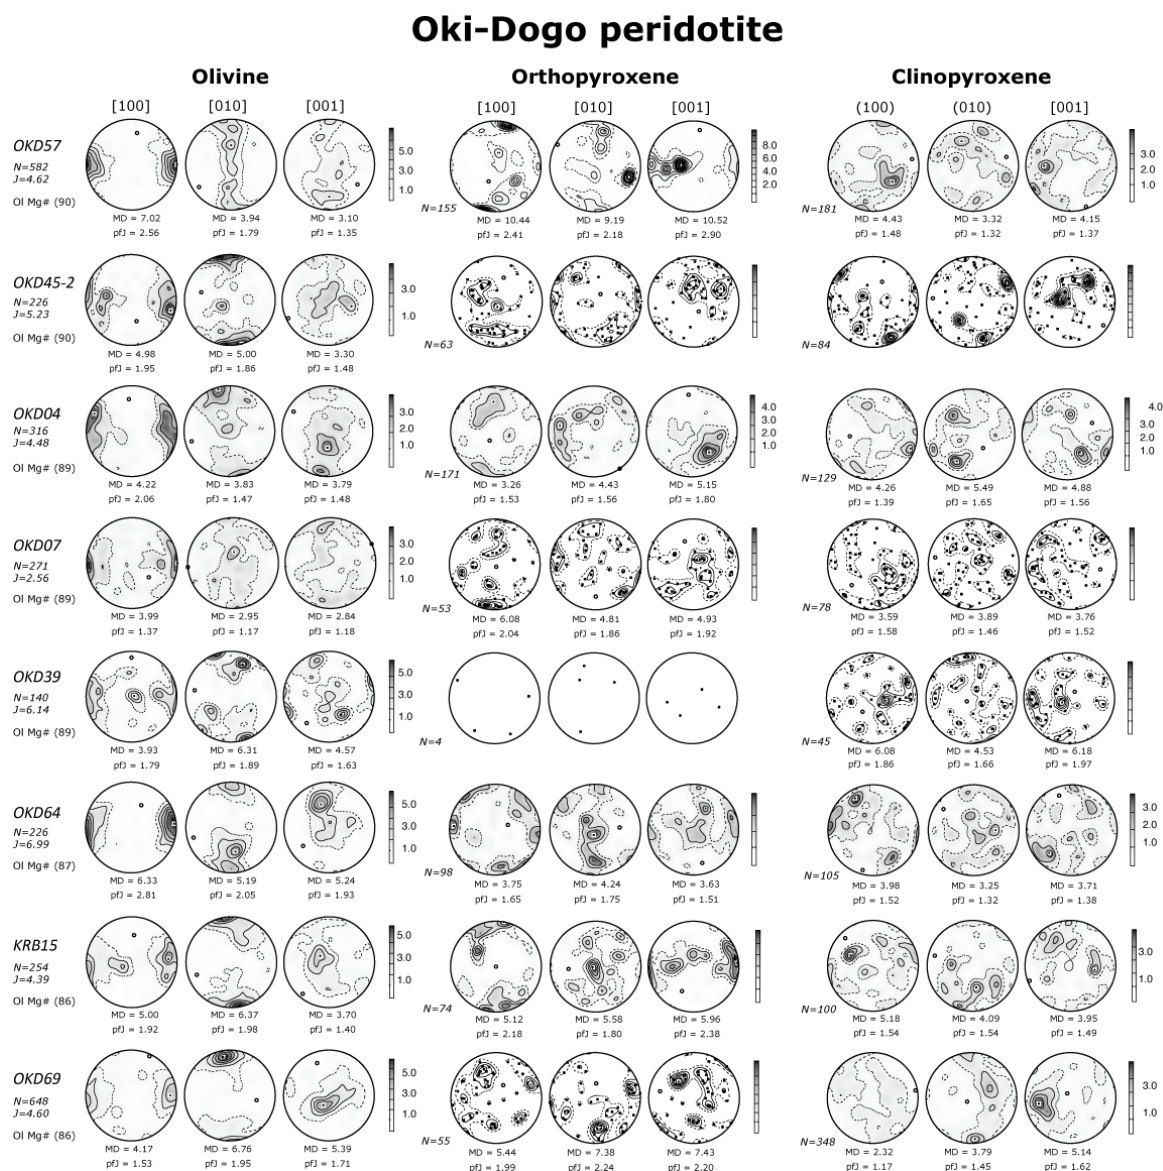 Oki-Dogo peridotite
Olivine Orthopyroxene Clinopyroxene
[100] [010] [001] [100] [010] [001] (100) (010) [001]
OKD57
N=582
J=4.62
Ol Mg# (90)
5.0
3.0
1.0
MD = 7.02 MD = 3.94 MD = 3.10
pfJ = 2.56 pfJ = 1.79 pfJ = 1.35
N=155
8.0
6.0
4.0
2.0
MD = 10.44 MD = 9.19 MD = 10.52
pfJ = 2.41 pfJ = 2.18 pfJ = 2.90
N=181
3.0
2.0
1.0
MD = 4.43 MD = 3.32 MD = 4.15
pfJ = 1.48 pfJ = 1.32 pfJ = 1.37
OKD45-2
N=226
J=5.23
Ol Mg# (90)
3.0
1.0
MD = 4.98 MD = 5.00 MD = 3.30
pfJ = 1.95 pfJ = 1.86 pfJ = 1.48
N=63
N=84
OKD04
N=316
J=4.48
Ol Mg# (89)
3.0
2.0
1.0
MD = 4.22 MD = 3.83 MD = 3.79
pfJ = 2.06 pfJ = 1.47 pfJ = 1.48
N=171
4.0
3.0
2.0
1.0
MD = 3.26 MD = 4.43 MD = 5.15
pfJ = 1.53 pfJ = 1.56 pfJ = 1.80
N=129
4.0
3.0
2.0
1.0
MD = 4.26 MD = 5.49 MD = 4.88
pfJ = 1.39 pfJ = 1.65 pfJ = 1.56
OKD07
N=271
J=2.56
Ol Mg# (89)
3.0
2.0
1.0
MD = 3.99 MD = 2.95 MD = 2.84
pfJ = 1.37 pfJ = 1.17 pfJ = 1.18
N=53
MD = 6.08 MD = 4.81 MD = 4.93
pfJ = 2.04 pfJ = 1.86 pfJ = 1.92
N=78
MD = 3.59 MD = 3.89 MD = 3.76
pfJ = 1.58 pfJ = 1.46 pfJ = 1.52
OKD39
N=140
J=6.14
Ol Mg# (89)
5.0
3.0
1.0
MD = 3.93 MD = 6.31 MD = 4.57
pfJ = 1.79 pfJ = 1.89 pfJ = 1.63
N=4
N=45
MD = 6.08 MD = 4.53 MD = 6.18
pfJ = 1.86 pfJ = 1.66 pfJ = 1.97
OKD64
N=226
J=6.99
Ol Mg# (87)
5.0
3.0
1.0
MD = 6.33 MD = 5.19 MD = 5.24
pfJ = 2.81 pfJ = 2.05 pfJ = 1.93
N=98
3.0
2.0
1.0
MD = 3.75 MD = 4.24 MD = 3.63
pfJ = 1.65 pfJ = 1.75 pfJ = 1.51
N=105
3.0
2.0
1.0
MD = 3.98 MD = 3.25 MD = 3.71
pfJ = 1.52 pfJ = 1.32 pfJ = 1.38
KRB15
N=254
J=4.39
Ol Mg# (86)
5.0
3.0
1.0
MD = 5.00 MD = 6.37 MD = 3.70
pfJ = 1.92 pfJ = 1.98 pfJ = 1.40
N=74
MD = 5.12 MD = 5.58 MD = 5.96
pfJ = 2.18 pfJ = 1.80 pfJ = 2.38
N=100
3.0
1.0
MD = 5.18 MD = 4.09 MD = 3.95
pfJ = 1.54 pfJ = 1.54 pfJ = 1.49
OKD69
N=648
J=4.60
Ol Mg# (86)
5.0
3.0
1.0
MD = 4.17 MD = 6.76 MD = 5.39
pfJ = 1.53 pfJ = 1.95 pfJ = 1.71
N=55
MD = 5.44 MD = 7.38 MD = 7.43
pfJ = 1.99 pfJ = 2.24 pfJ = 2.20
N=348
3.0
1.0
MD = 2.32 MD = 3.79 MD = 5.14
pfJ = 1.17 pfJ = 1.45 pfJ = 1.62